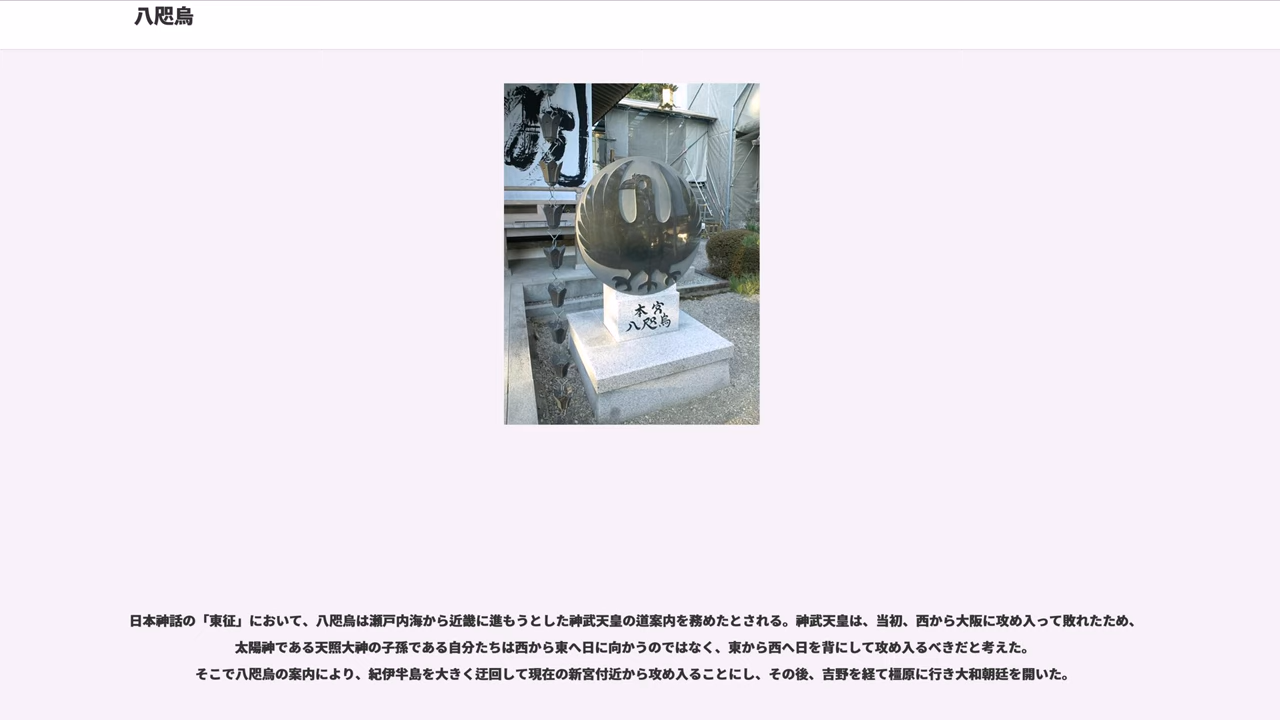 八咫烏
本宮
八咫烏
日本神話の「東征」において、八咫烏は瀬戸内海から近畿に進もうとした神武天皇の道案内を務めたとされる。神武天皇は、当初、西から大阪に攻め入って敗れたため、
太陽神である天照大神の子孫である自分たちは西から東へ日に向かうのではなく、東から西へ日を背にして攻め入るべきだと考えた。
そこで八咫烏の案内により、紀伊半島を大きく迂回して現在の新宮付近から攻め入ることにし、その後、吉野を経て橿原に行き大和朝廷を開いた。